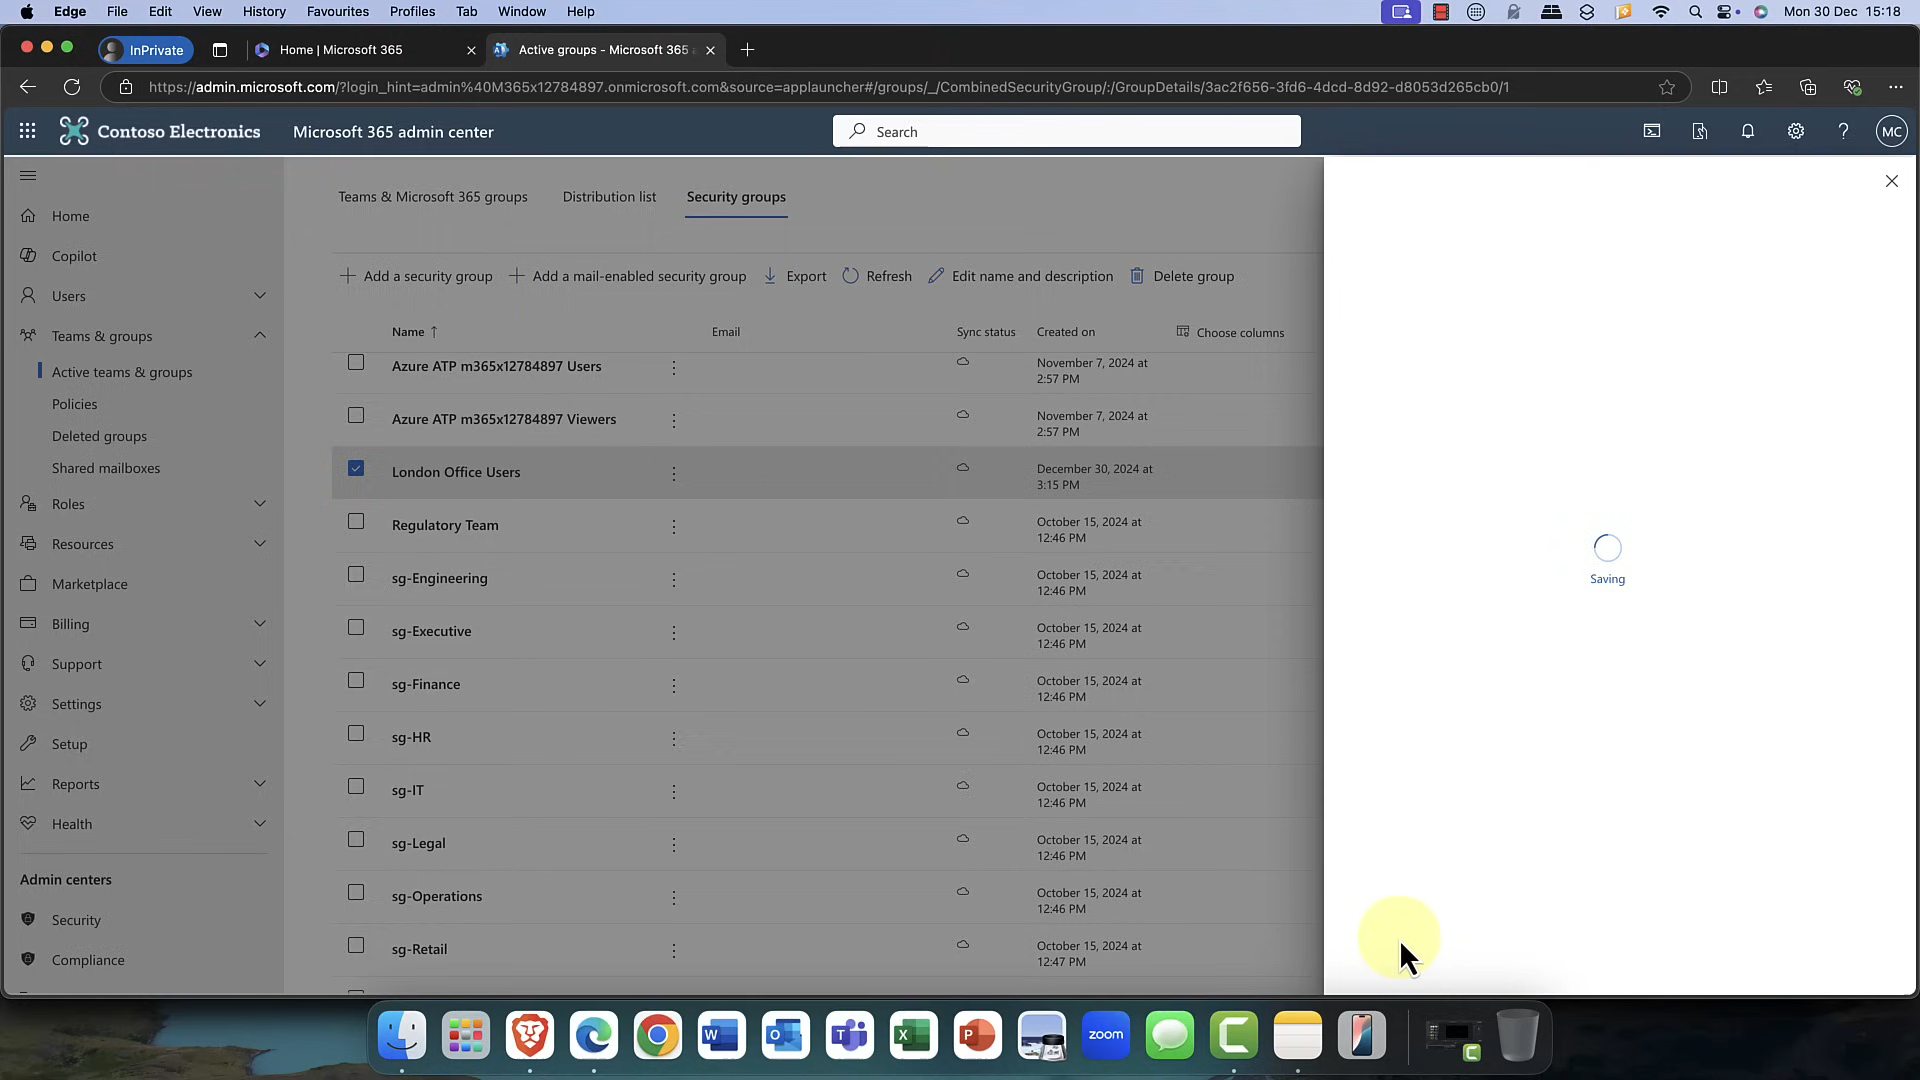 Edge File Edit View History Favourites Profiles Tab Window Help Mon 30 Dec 15:18
InPrivate Home | Microsoft 365 Active groups - Microsoft 365 a
https://admin.microsoft.com/?login_hint=admin%40M365x12784897.onmicrosoft.com&source=applauncher#/groups/_/CombinedSecurityGroup/:/GroupDetails/3ac2f656-3fd6-4dcd-8d92-d8053d265cb0/1
Contoso Electronics Microsoft 365 admin center Search MC
Home
Copilot
Users
Teams & groups
Active teams & groups
Policies
Deleted groups
Shared mailboxes
Roles
Resources
Marketplace
Billing
Support
Settings
Setup
Reports
Health
Admin centers
Security
Compliance
Teams & Microsoft 365 groups Distribution list Security groups
Add a security group Add a mail-enabled security group Export Refresh Edit name and description Delete group
Name ↑ Email Sync status Created on Choose columns
Azure ATP m365x12784897 Users November 7, 2024 at
2:57 PM
Azure ATP m365x12784897 Viewers November 7, 2024 at
2:57 PM
London Office Users December 30, 2024 at
3:15 PM
Regulatory Team October 15, 2024 at
12:46 PM
sg-Engineering October 15, 2024 at
12:46 PM
sg-Executive October 15, 2024 at
12:46 PM
sg-Finance October 15, 2024 at
12:46 PM
sg-HR October 15, 2024 at
12:46 PM
sg-IT October 15, 2024 at
12:46 PM
sg-Legal October 15, 2024 at
12:46 PM
sg-Operations October 15, 2024 at
12:46 PM
sg-Retail October 15, 2024 at
12:47 PM
Saving
zoom